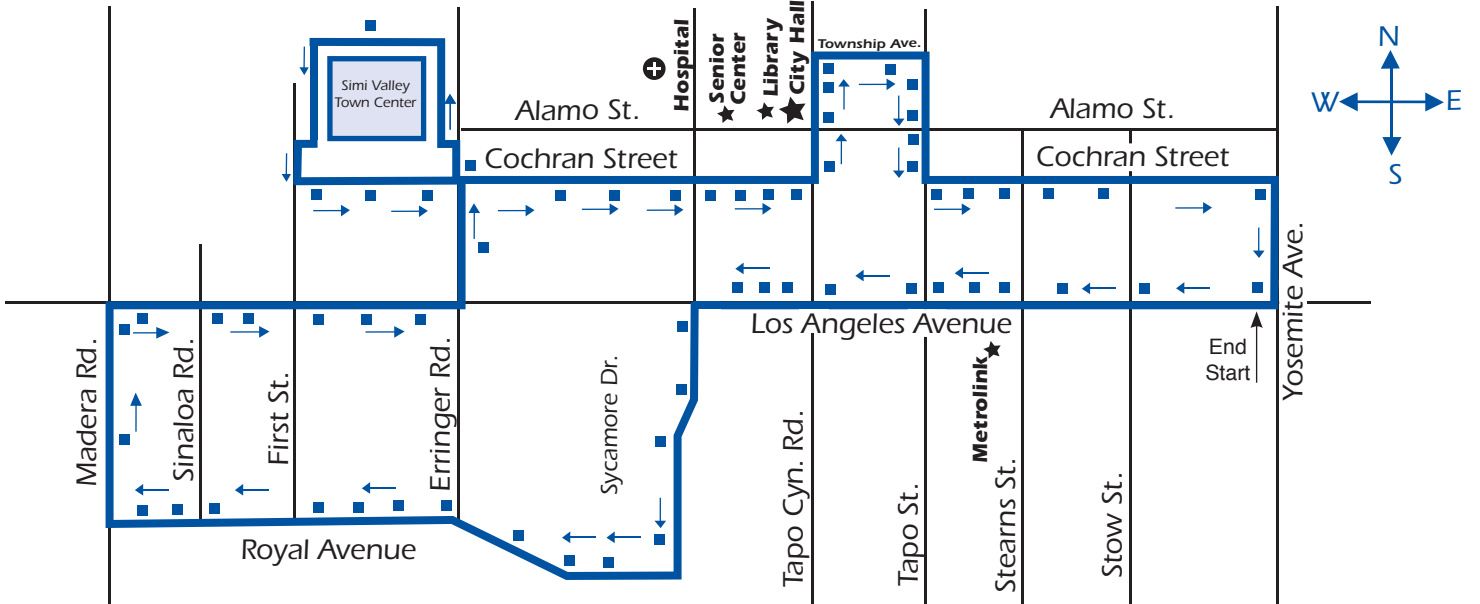 Hospital
Senior
Center
Library
City Hall
Township Ave.
N
W
E
S
Simi Valley
Town Center
Alamo St.
Alamo St.
Cochran Street
Cochran Street
Los Angeles Avenue
End
Start
Yosemite Ave.
Madera Rd.
Sinaloa Rd.
First St.
Erringer Rd.
Sycamore Dr.
Tapo Cyn. Rd.
Tapo St.
Metrolink
Stearns St.
Stow St.
Royal Avenue